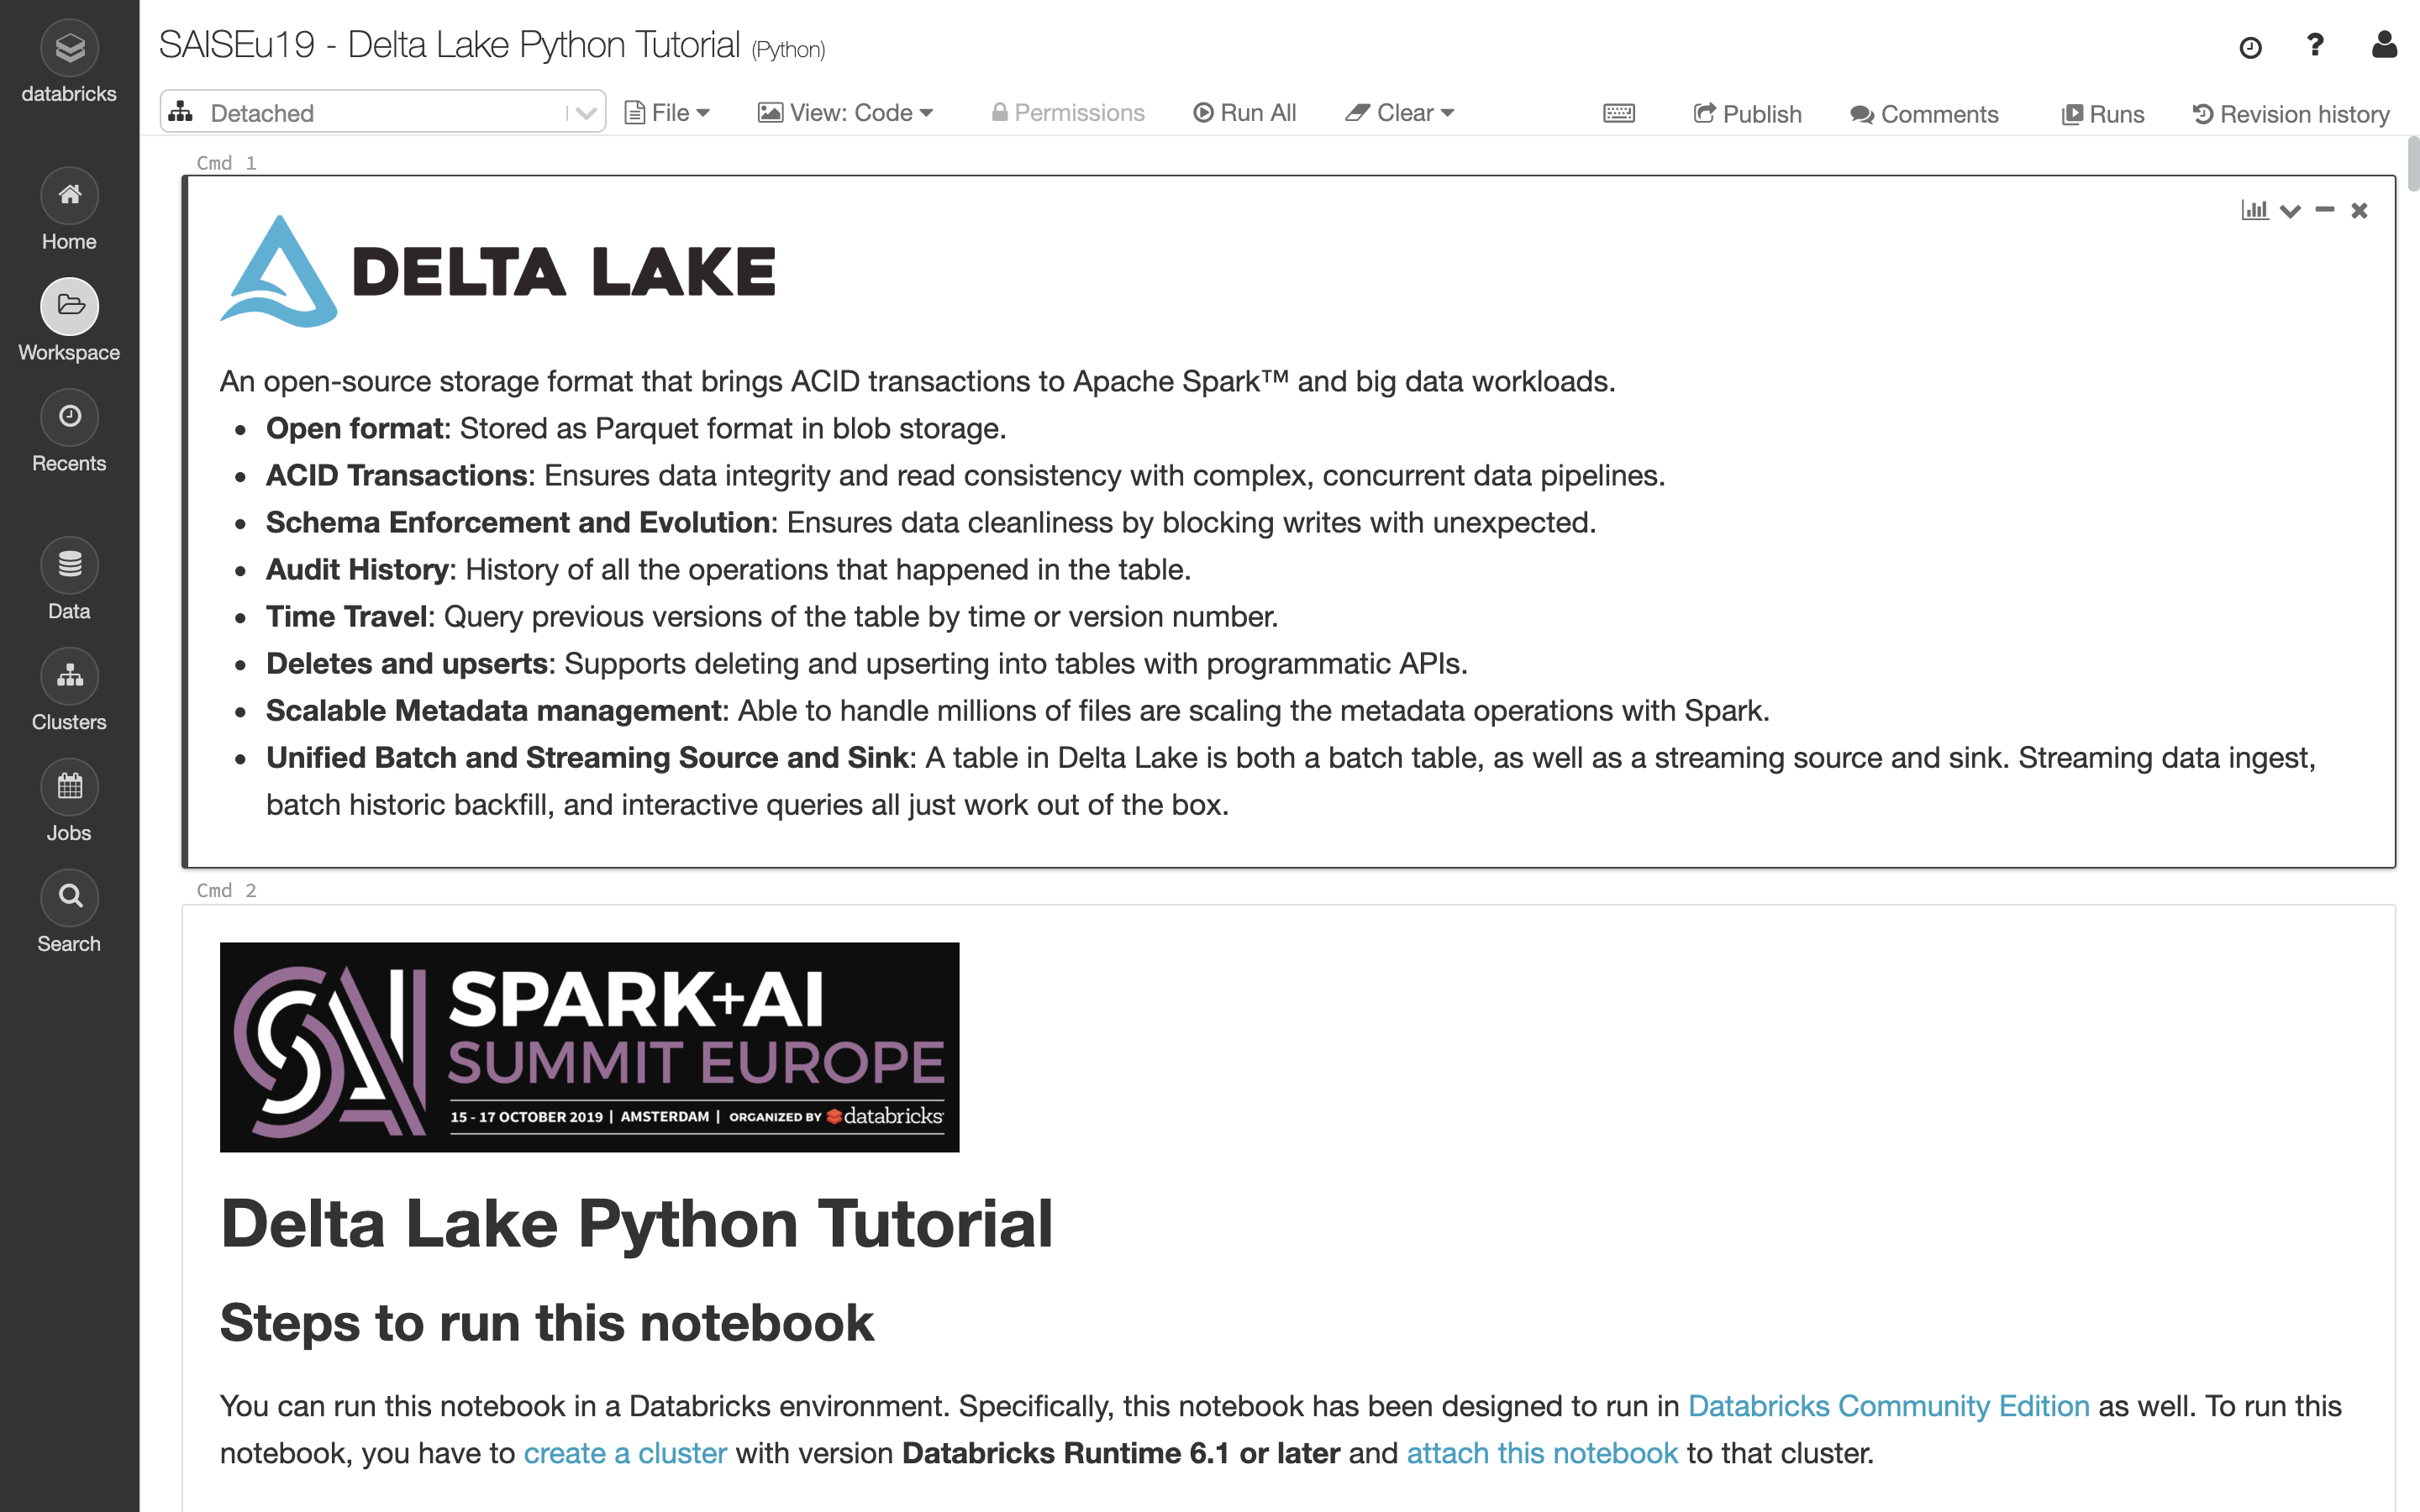 databricks
Home
Workspace
Recents
Data
Clusters
Jobs
Search
SAISEu19 - Delta Lake Python Tutorial (Python)
Detached File View: Code Permissions Run All Clear Publish Comments Runs Revision history
Cmd 1
DELTA LAKE
An open-source storage format that brings ACID transactions to Apache Spark™ and big data workloads.
• Open format: Stored as Parquet format in blob storage.
• ACID Transactions: Ensures data integrity and read consistency with complex, concurrent data pipelines.
• Schema Enforcement and Evolution: Ensures data cleanliness by blocking writes with unexpected.
• Audit History: History of all the operations that happened in the table.
• Time Travel: Query previous versions of the table by time or version number.
• Deletes and upserts: Supports deleting and upserting into tables with programmatic APIs.
• Scalable Metadata management: Able to handle millions of files are scaling the metadata operations with Spark.
• Unified Batch and Streaming Source and Sink: A table in Delta Lake is both a batch table, as well as a streaming source and sink. Streaming data ingest,
batch historic backfill, and interactive queries all just work out of the box.
Cmd 2
SAI
SPARK+AI
SUMMIT EUROPE
15 - 17 OCTOBER 2019 | AMSTERDAM | ORGANIZED BY databricks
Delta Lake Python Tutorial
Steps to run this notebook
You can run this notebook in a Databricks environment. Specifically, this notebook has been designed to run in Databricks Community Edition as well. To run this
notebook, you have to create a cluster with version Databricks Runtime 6.1 or later and attach this notebook to that cluster.